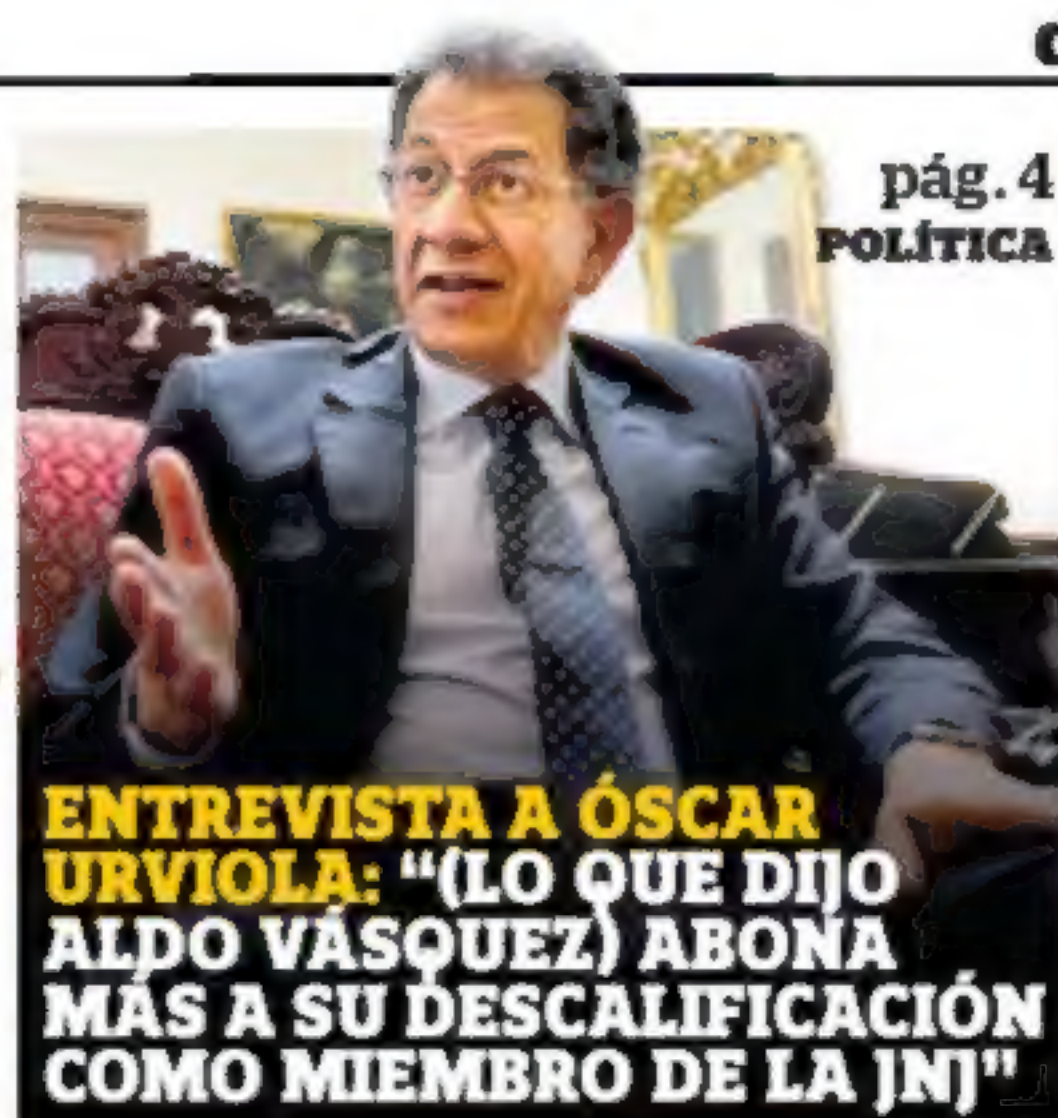 pág. 4
POLÍTICA
ENTREVISTA A ÓSCAR
URVIOLA: “(LO QUE DIJO
ALDO VÁSQUEZ) ABONA
MÁS A SU DESCALIFICACIÓN
COMO MIEMBRO DE LA JNJ”